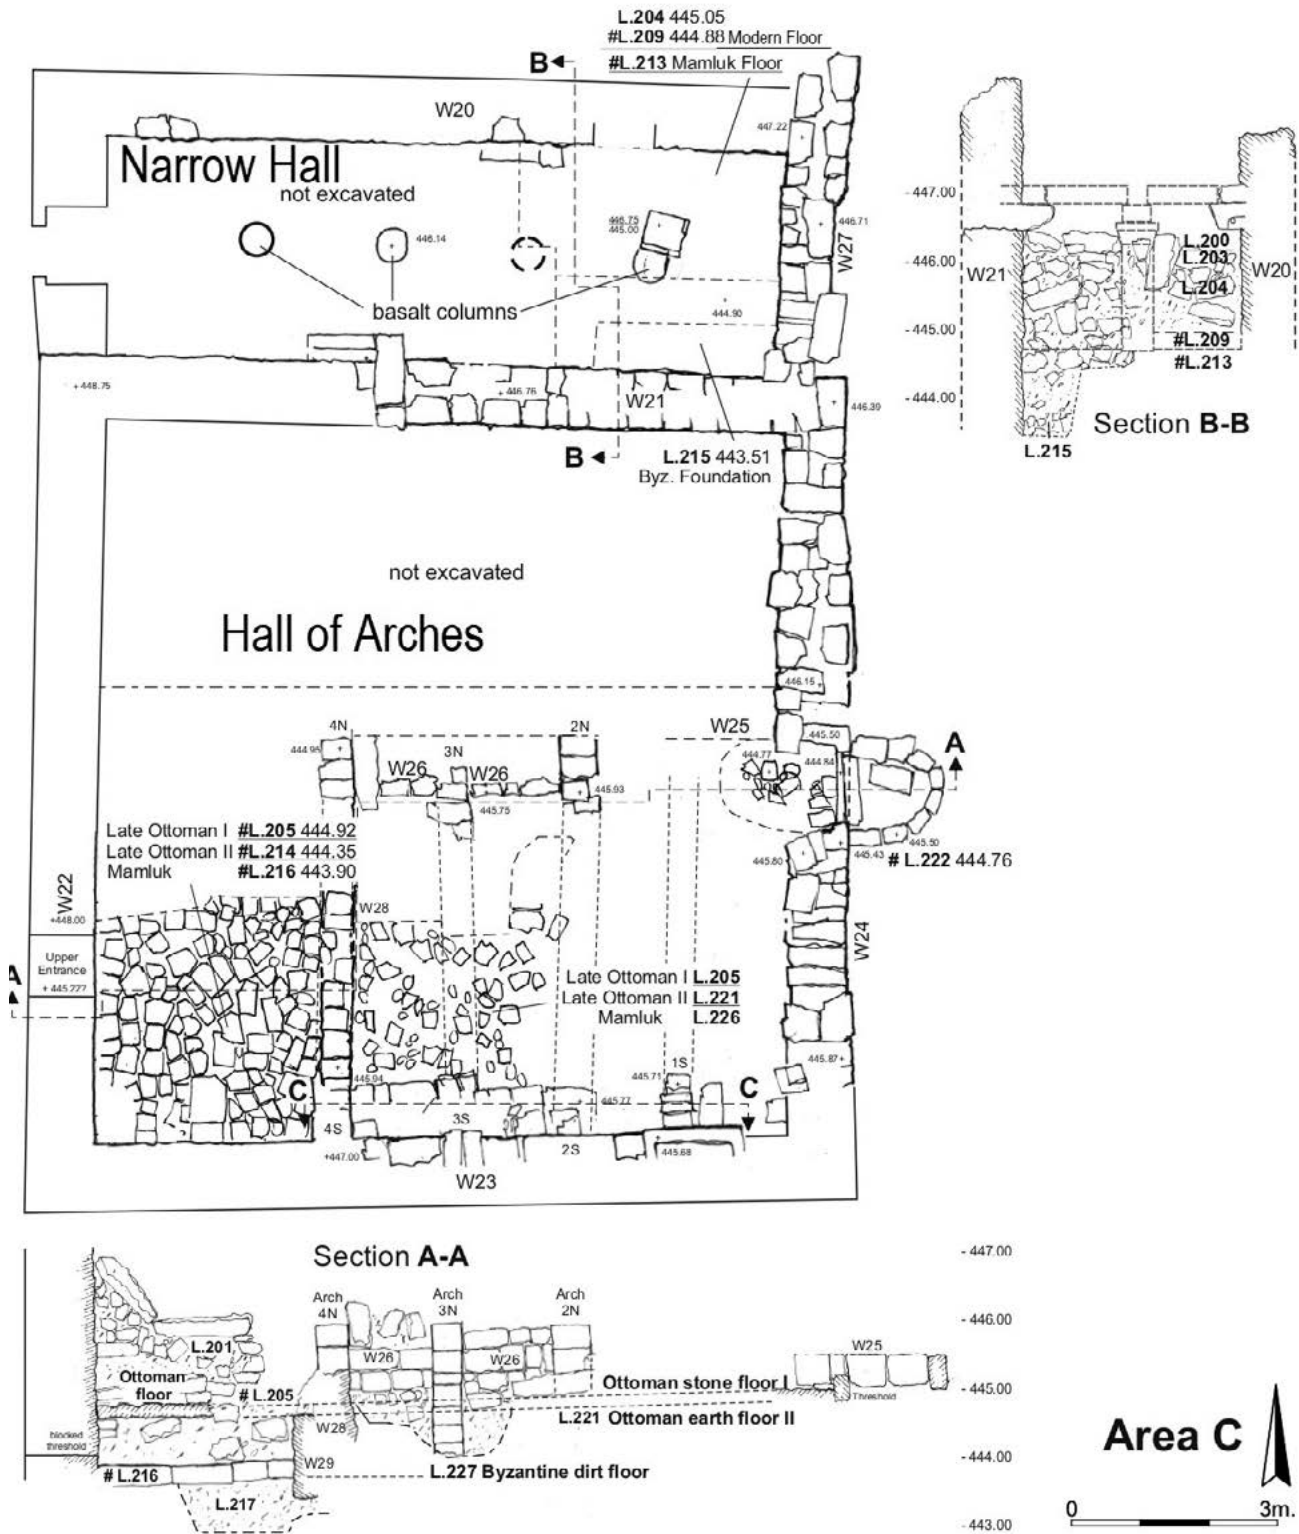 L.204 445.05
#L.209 444.88 Modern Floor
#L.213 Mamluk Floor
B
W20
447.22
Narrow Hall
not excavated
446.75
445.00
446.14
446.71
W27
basalt columns
444.90
+ 448.75
+ 446.76
W21
446.39
B
L.215 443.51
Byz. Foundation
- 447.00
- 446.00
- 445.00
- 444.00
W21
L.200
L.203
L.204
W20
#L.209
#L.213
Section B-B
L.215
not excavated
Hall of Arches
446.15
4N
2N
W25
445.50
444.95
3N
444.77
444.84
A
W26
W26
445.93
445.75
Late Ottoman I #L.205 444.92
Late Ottoman II #L.214 444.35
Mamluk #L.216 443.90
445.80
445.43
445.50
# L.222 444.76
W22
+448.00
W28
W24
Upper
Entrance
+ 445.22?
A
Late Ottoman I L.205
Late Ottoman II L.221
Mamluk L.226
445.87+
445.94
445.71
1S
C
C
445.77
4S
3S
2S
+447.00
445.68
W23
Section A-A
- 447.00
- 446.00
- 445.00
- 444.00
- 443.00
Arch
4N
Arch
3N
Arch
2N
L.201
W26
W26
W25
Ottoman
floor
# L.205
Ottoman stone floor I
Threshold
L.221 Ottoman earth floor II
W28
blocked
threshold
W29
# L.216
L.227 Byzantine dirt floor
L.217
Area C
0 3m.